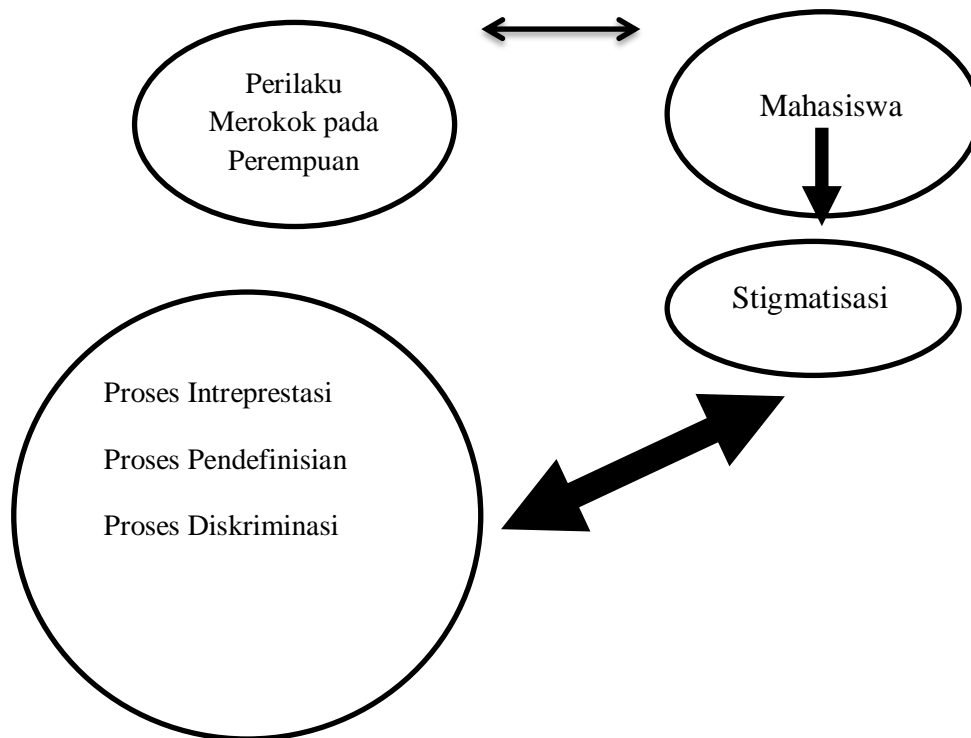 Perilaku
Merokok pada
Perempuan
Mahasiswa
Stigmatisasi
Proses Intreprestasi
Proses Pendefinisian
Proses Diskriminasi